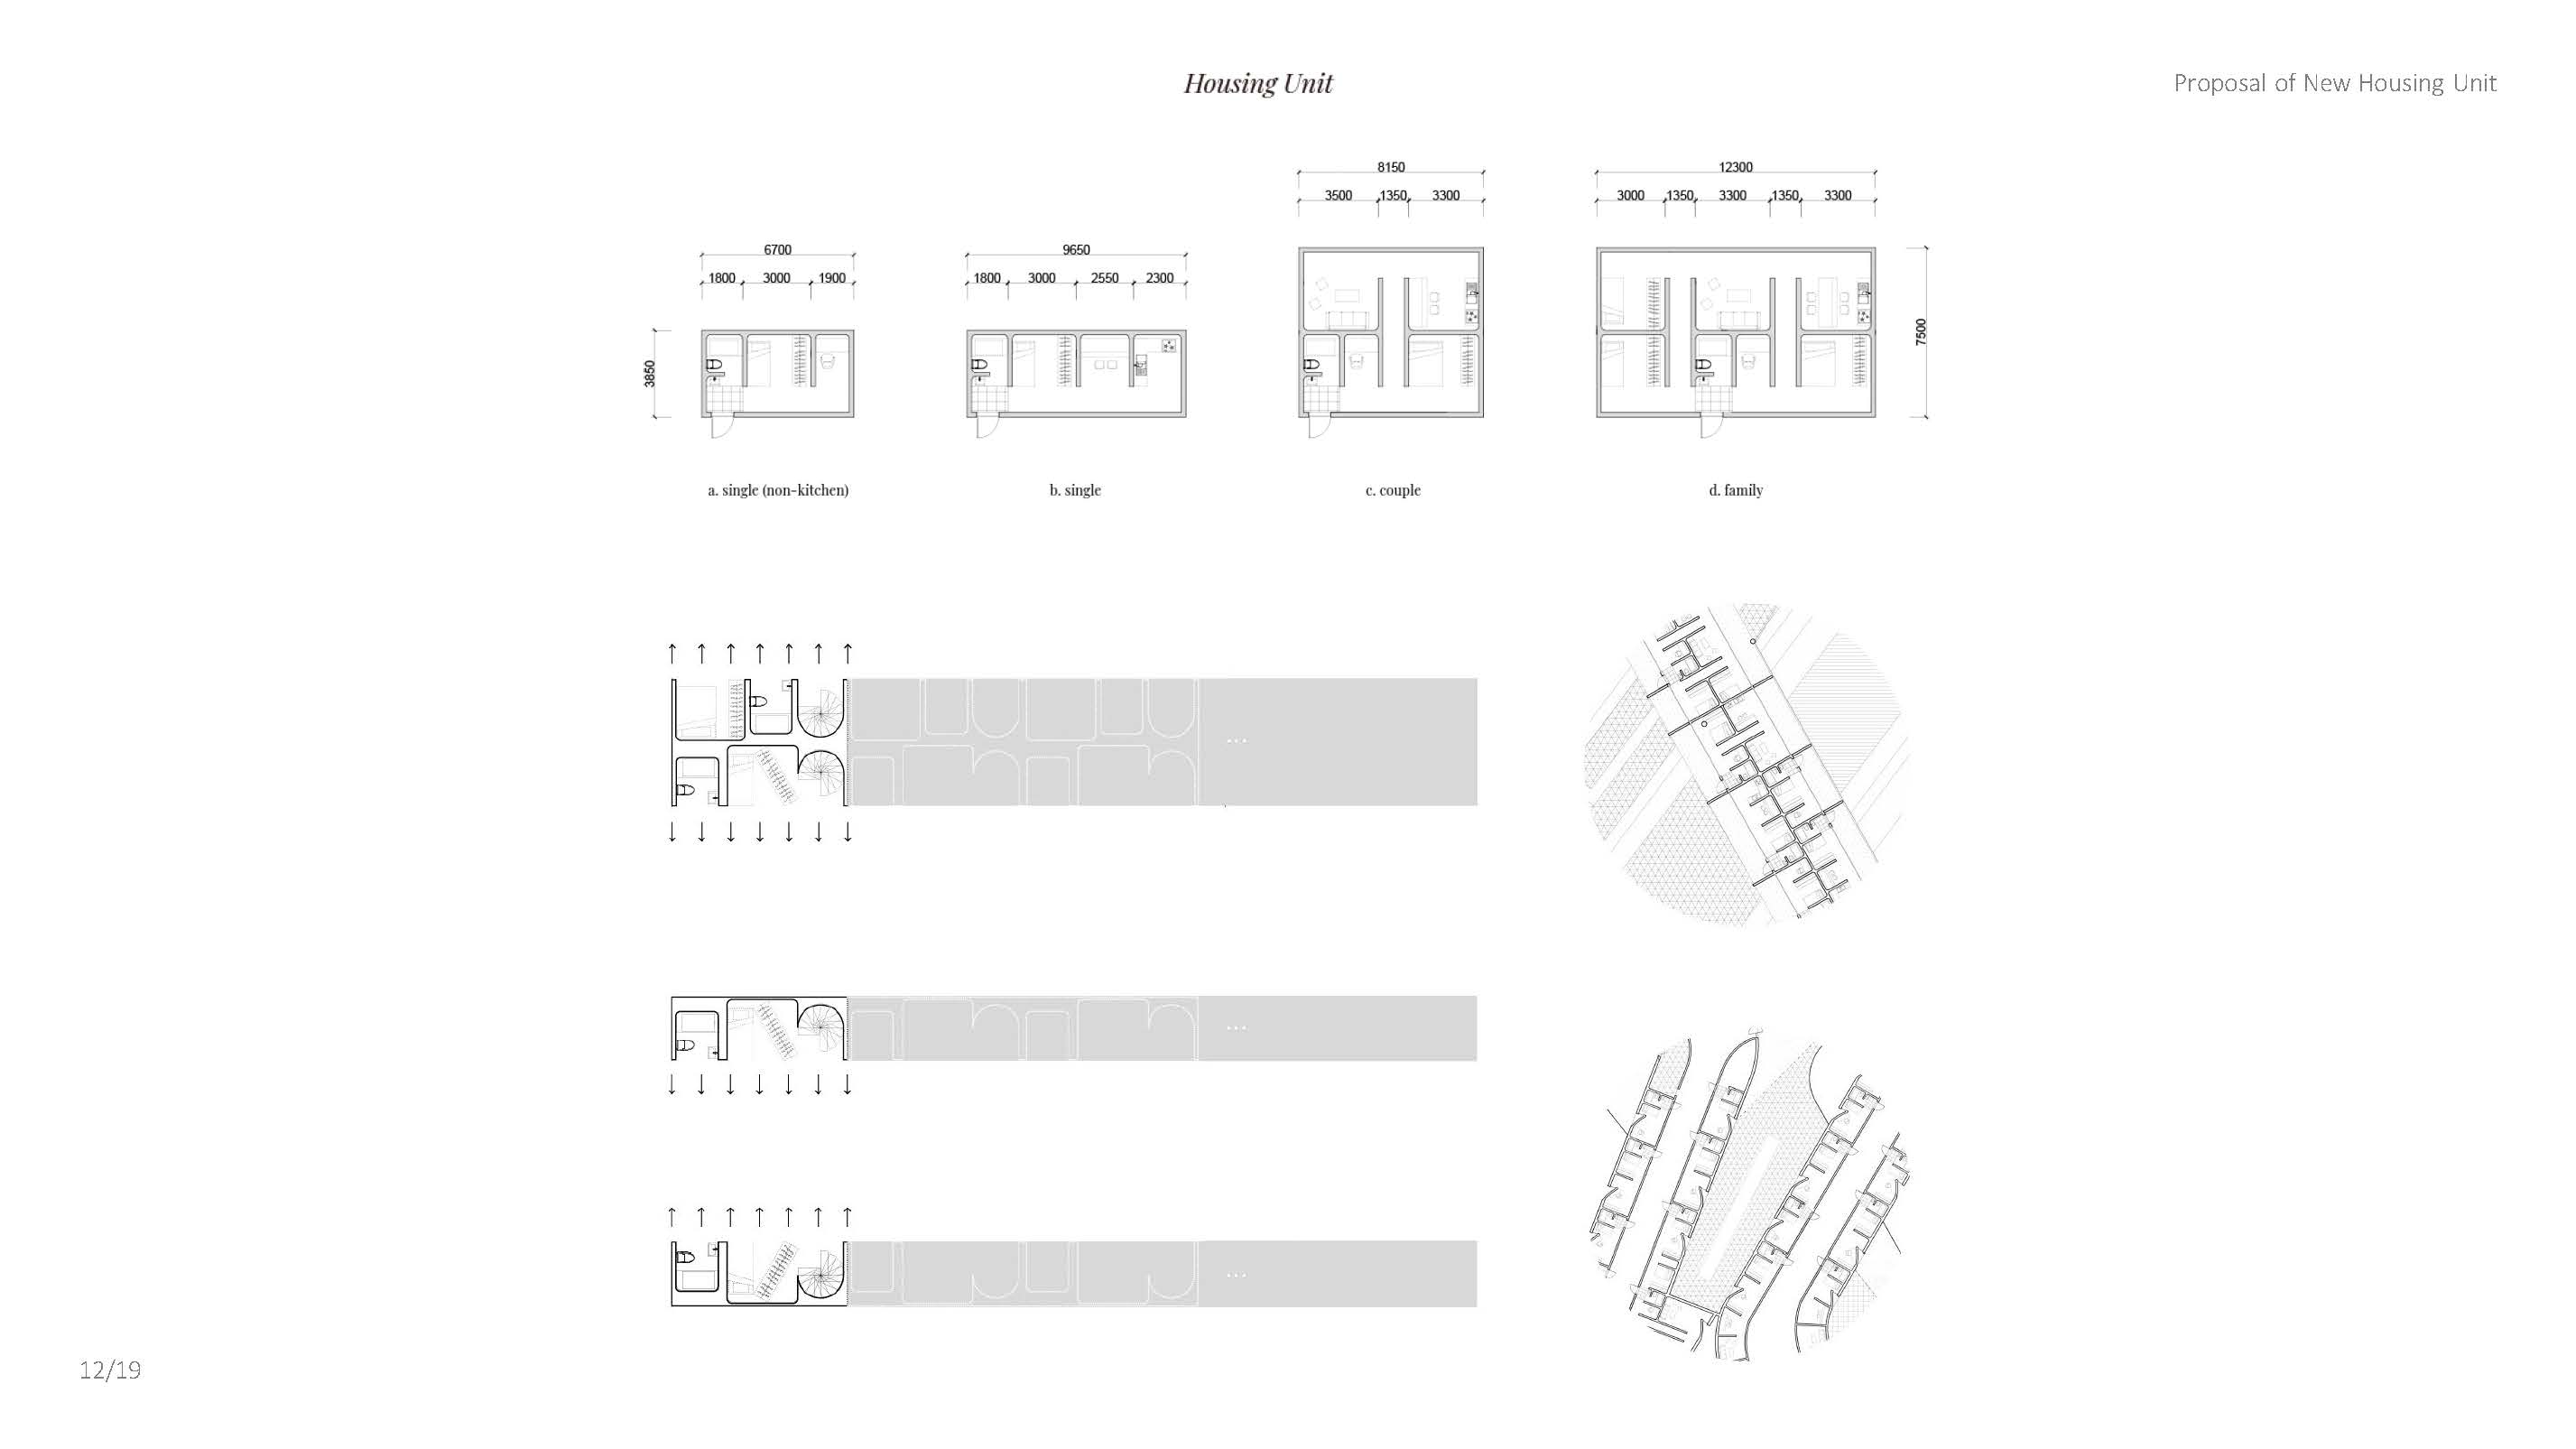 Housing Unit
Proposal of New Housing Unit
8150
12300
3500 1350 3300
3000 1350 3300 1350 3300
6700
9650
1800 3000 1900
1800 3000 2550 2300
3850
7500
a. single (non-kitchen)
b. single
c. couple
d. family
...
...
...
12/19